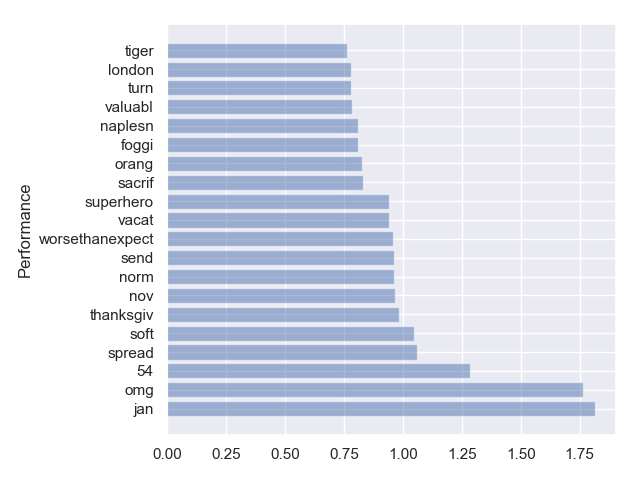 tiger
london
turn
valuabl
naplesn
foggi
orang
sacrif
superhero
vacat
worsethanexpect
send
norm
nov
thanksgiv
soft
spread
54
omg
jan
Performance
0.00 0.25 0.50 0.75 1.00 1.25 1.50 1.75